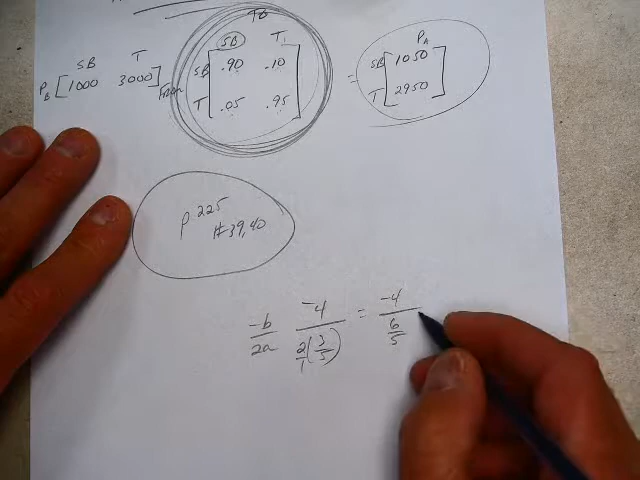 TO
SB T
SB T P_A
P_B [1000 3000] From SB [.90 .10] = SB [1050]
T [.05 .95] T [2950]
P 225
# 39,40
-b/2a -4/(2/1(3/5)) = -4/(6/5)